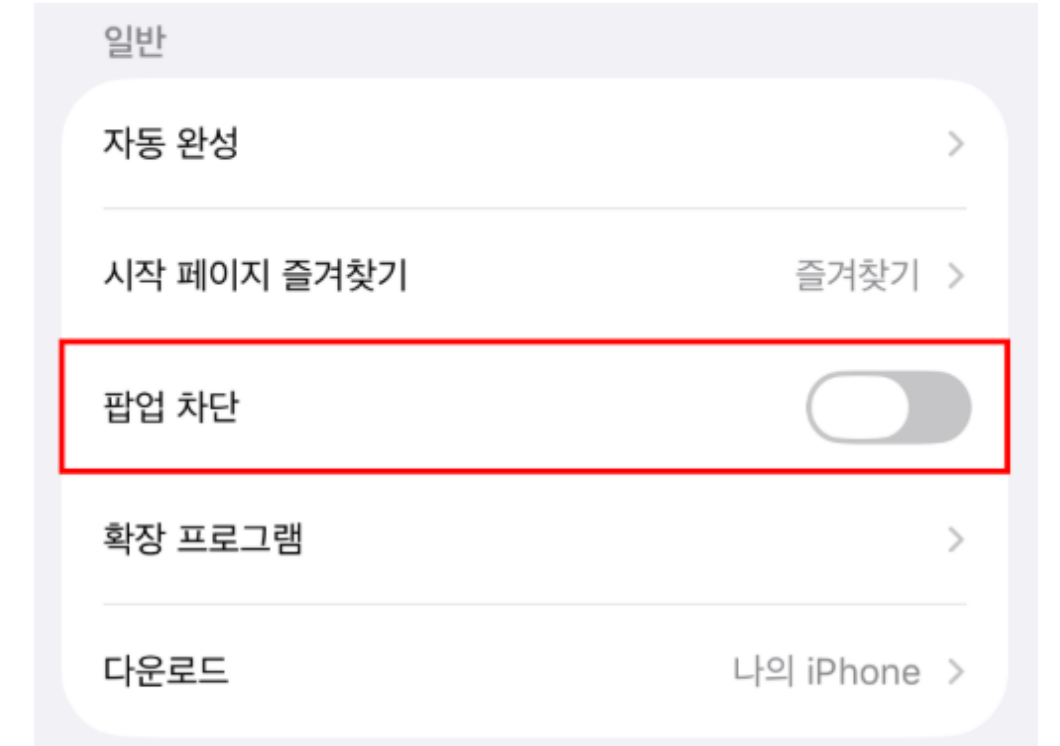 일반
자동 완성
시작 페이지 즐겨찾기 즐겨찾기
팝업 차단
확장 프로그램
다운로드 나의 iPhone